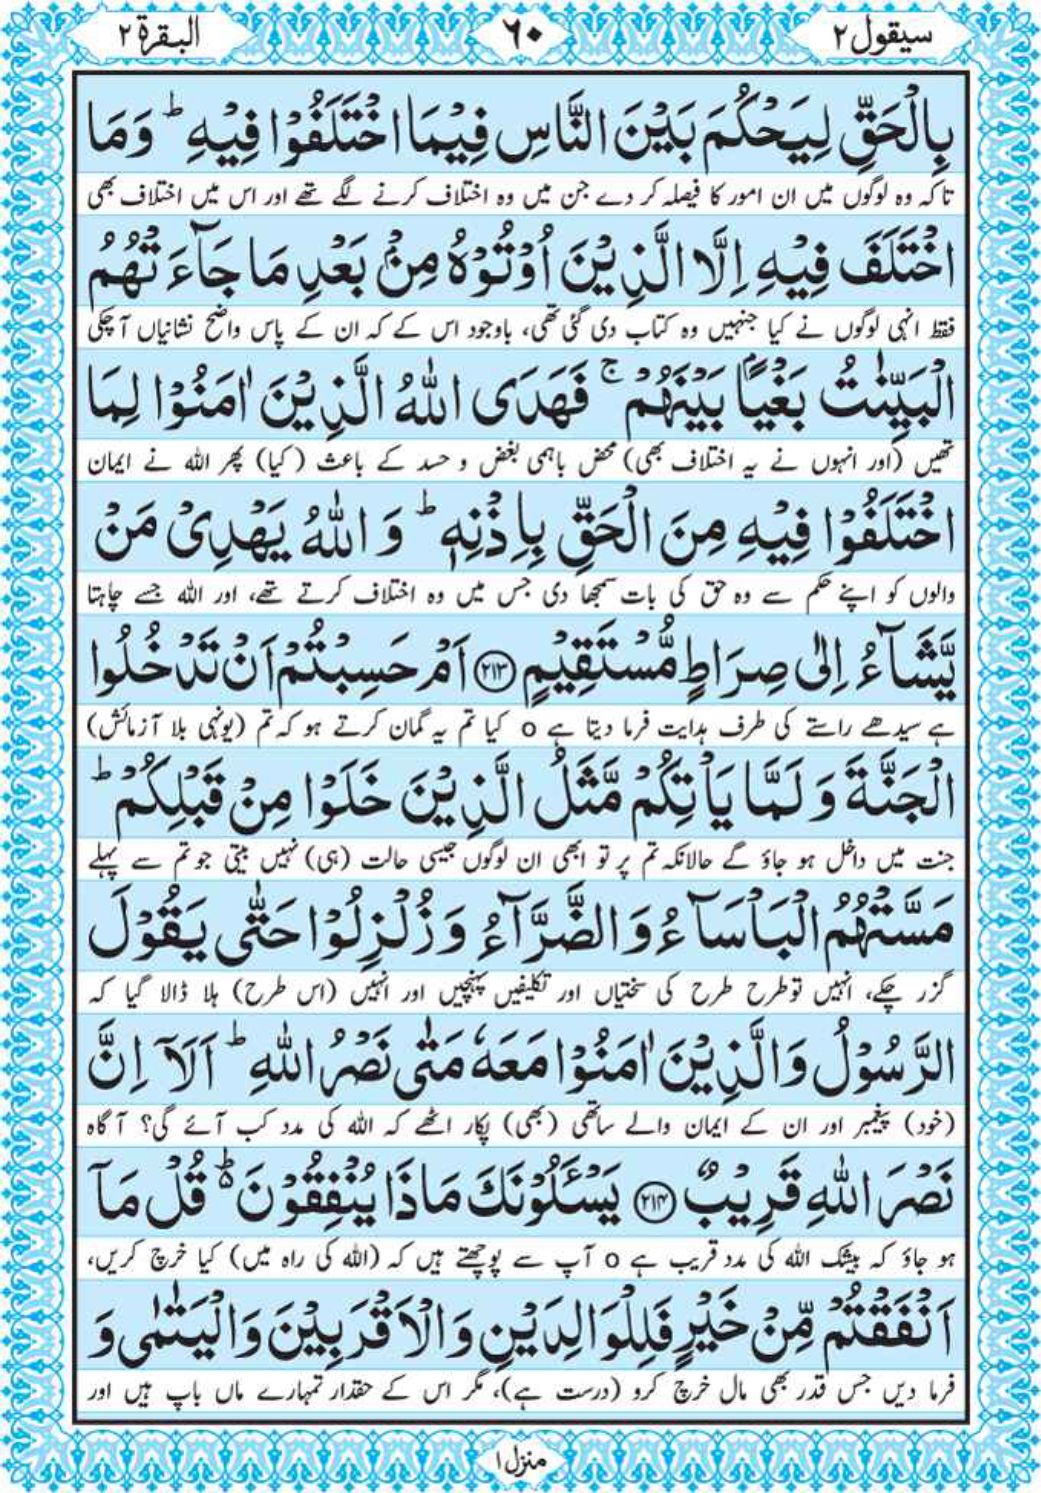 سيقول ٢ ٦٠ البقرة ٢
بِالْحَقِّ لِيَحْكُمَ بَيْنَ النَّاسِ فِيْمَا اخْتَلَفُوْا فِيْهِ ؕ وَمَا
تاکہ وہ لوگوں میں ان امور کا فیصلہ کر دے جن میں وہ اختلاف کرنے لگے تھے اور اس میں اختلاف بھی
اخْتَلَفَ فِيْهِ اِلَّا الَّذِيْنَ اُوْتُوْهُ مِنْۢ بَعْدِ مَا جَآءَتْهُمُ
فقط انہی لوگوں نے کیا جنہیں وہ کتاب دی گئی تھی، باوجود اس کے کہ ان کے پاس واضح نشانیاں آ چکی
الْبَيِّنٰتُ بَغْيًۢا بَيْنَهُمْ ۚ فَهَدَى اللّٰهُ الَّذِيْنَ اٰمَنُوْا لِمَا
تھیں (اور انہوں نے یہ اختلاف بھی) محض باہمی بغض و حسد کے باعث (کیا) پھر اللہ نے ایمان
اخْتَلَفُوْا فِيْهِ مِنَ الْحَقِّ بِاِذْنِهٖ ؕ وَ اللّٰهُ يَهْدِىْ مَنْ
والوں کو اپنے حکم سے وہ حق کی بات سمجھا دی جس میں وہ اختلاف کرتے تھے، اور اللہ جسے چاہتا
يَّشَآءُ اِلٰى صِرَاطٍ مُّسْتَقِيْمٍ ﴿٢١٣﴾ اَمْ حَسِبْتُمْ اَنْ تَدْخُلُوا
ہے سیدھے راستے کی طرف ہدایت فرما دیتا ہے o کیا تم یہ گمان کرتے ہو کہ تم (یونہی بلا آزمائش)
الْجَنَّةَ وَ لَمَّا يَاْتِكُمْ مَّثَلُ الَّذِيْنَ خَلَوْا مِنْ قَبْلِكُمْ ؕ
جنت میں داخل ہو جاؤ گے حالانکہ تم پر تو ابھی ان لوگوں جیسی حالت (ہی) نہیں بیتی جو تم سے پہلے
مَسَّتْهُمُ الْبَاْسَآءُ وَ الضَّرَّآءُ وَ زُلْزِلُوْا حَتّٰى يَقُوْلَ
گزر چکے، انہیں تو طرح طرح کی سختیاں اور تکلیفیں پہنچیں اور انہیں (اس طرح) ہلا ڈالا گیا کہ
الرَّسُوْلُ وَ الَّذِيْنَ اٰمَنُوْا مَعَهٗ مَتٰى نَصْرُ اللّٰهِ ؕ اَلَاۤ اِنَّ
(خود) پیغمبر اور ان کے ایمان والے ساتھی (بھی) پکار اٹھے کہ اللہ کی مدد کب آئے گی؟ آگاہ
نَصْرَ اللّٰهِ قَرِيْبٌ ﴿٢١٤﴾ يَسْـَٔلُوْنَكَ مَاذَا يُنْفِقُوْنَ ؕ قُلْ مَاۤ
ہو جاؤ کہ بیشک اللہ کی مدد قریب ہے o آپ سے پوچھتے ہیں کہ (اللہ کی راہ میں) کیا خرچ کریں،
اَنْفَقْتُمْ مِّنْ خَيْرٍ فَلِلْوَالِدَيْنِ وَ الْاَقْرَبِيْنَ وَ الْيَتٰمٰى وَ
فرما دیں جس قدر بھی مال خرچ کرو (درست ہے)، مگر اس کے حقدار تمہارے ماں باپ ہیں اور
منزل ١